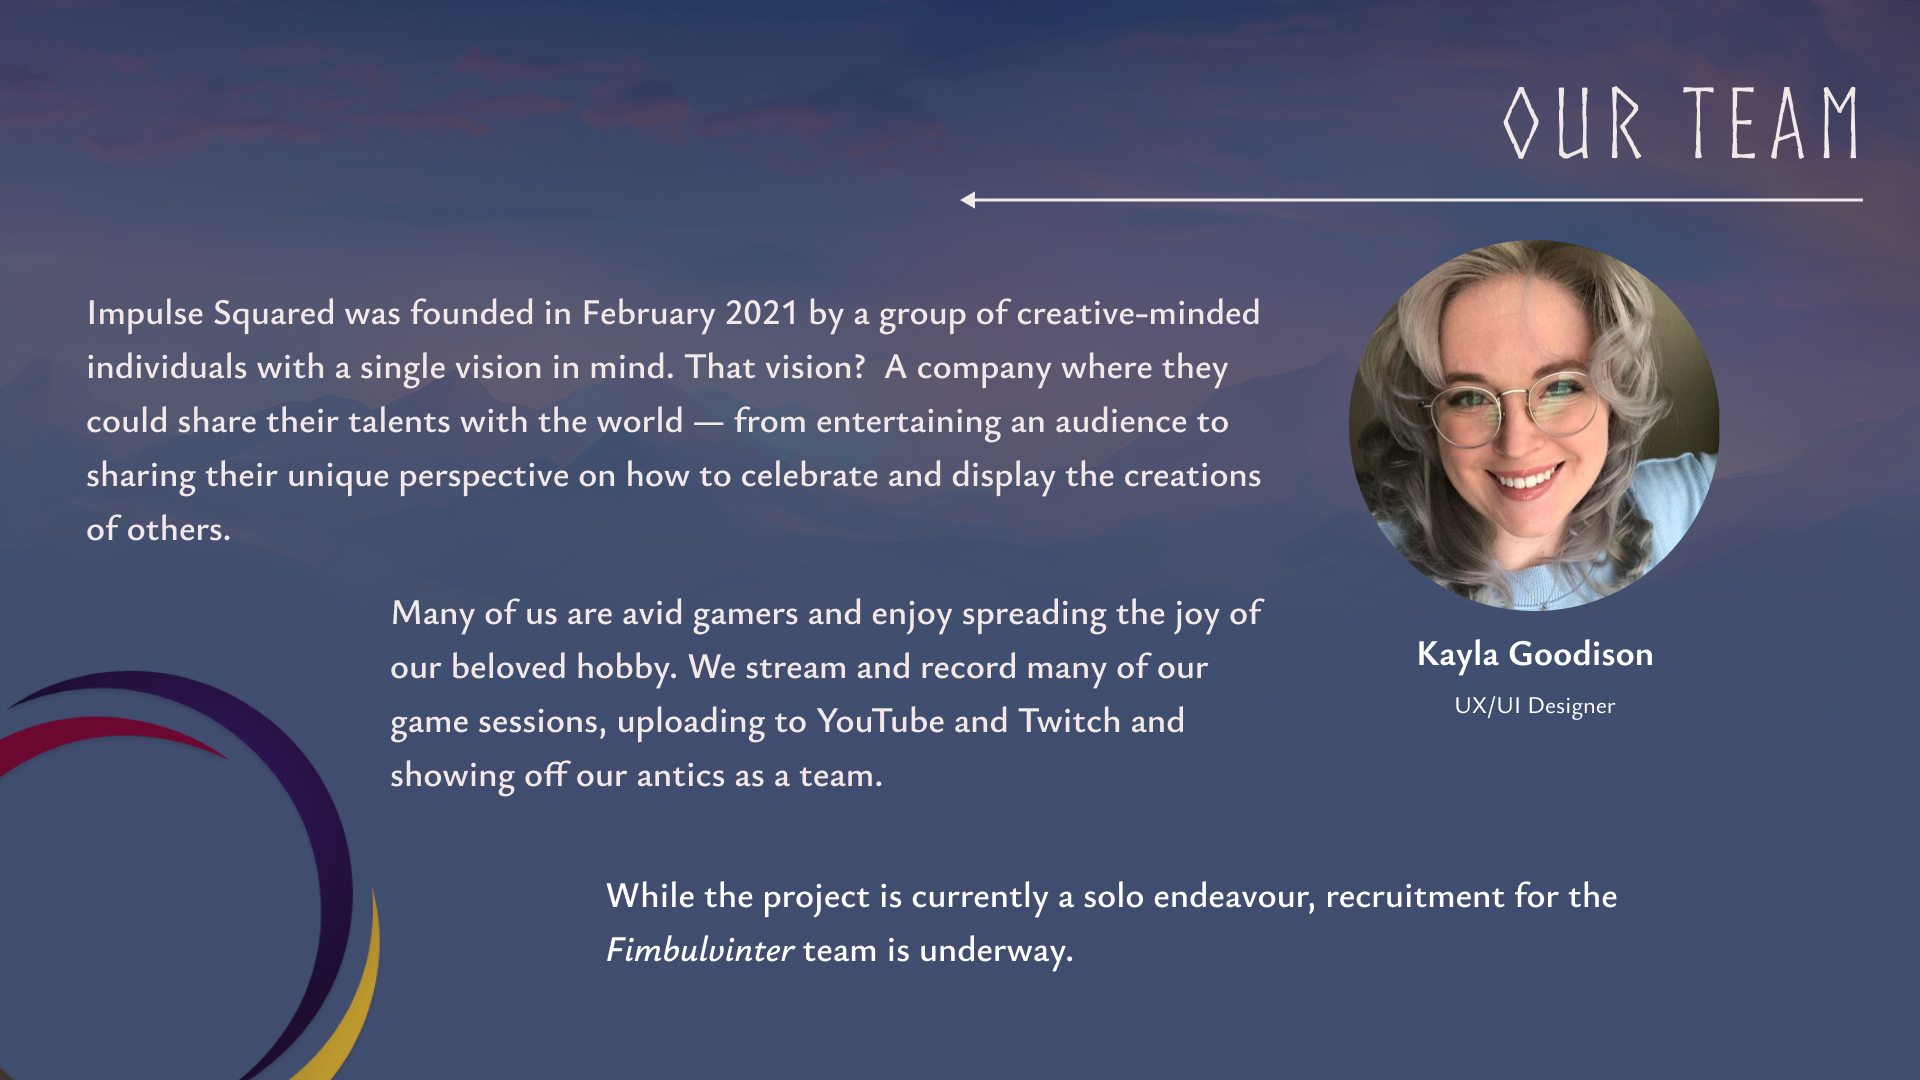 OUR TEAM
Impulse Squared was founded in February 2021 by a group of creative-minded
individuals with a single vision in mind. That vision?  A company where they
could share their talents with the world — from entertaining an audience to
sharing their unique perspective on how to celebrate and display the creations
of others.
Many of us are avid gamers and enjoy spreading the joy of
our beloved hobby. We stream and record many of our
game sessions, uploading to YouTube and Twitch and
showing off our antics as a team.
Kayla Goodison
UX/UI Designer
While the project is currently a solo endeavour, recruitment for the
Fimbulvinter team is underway.